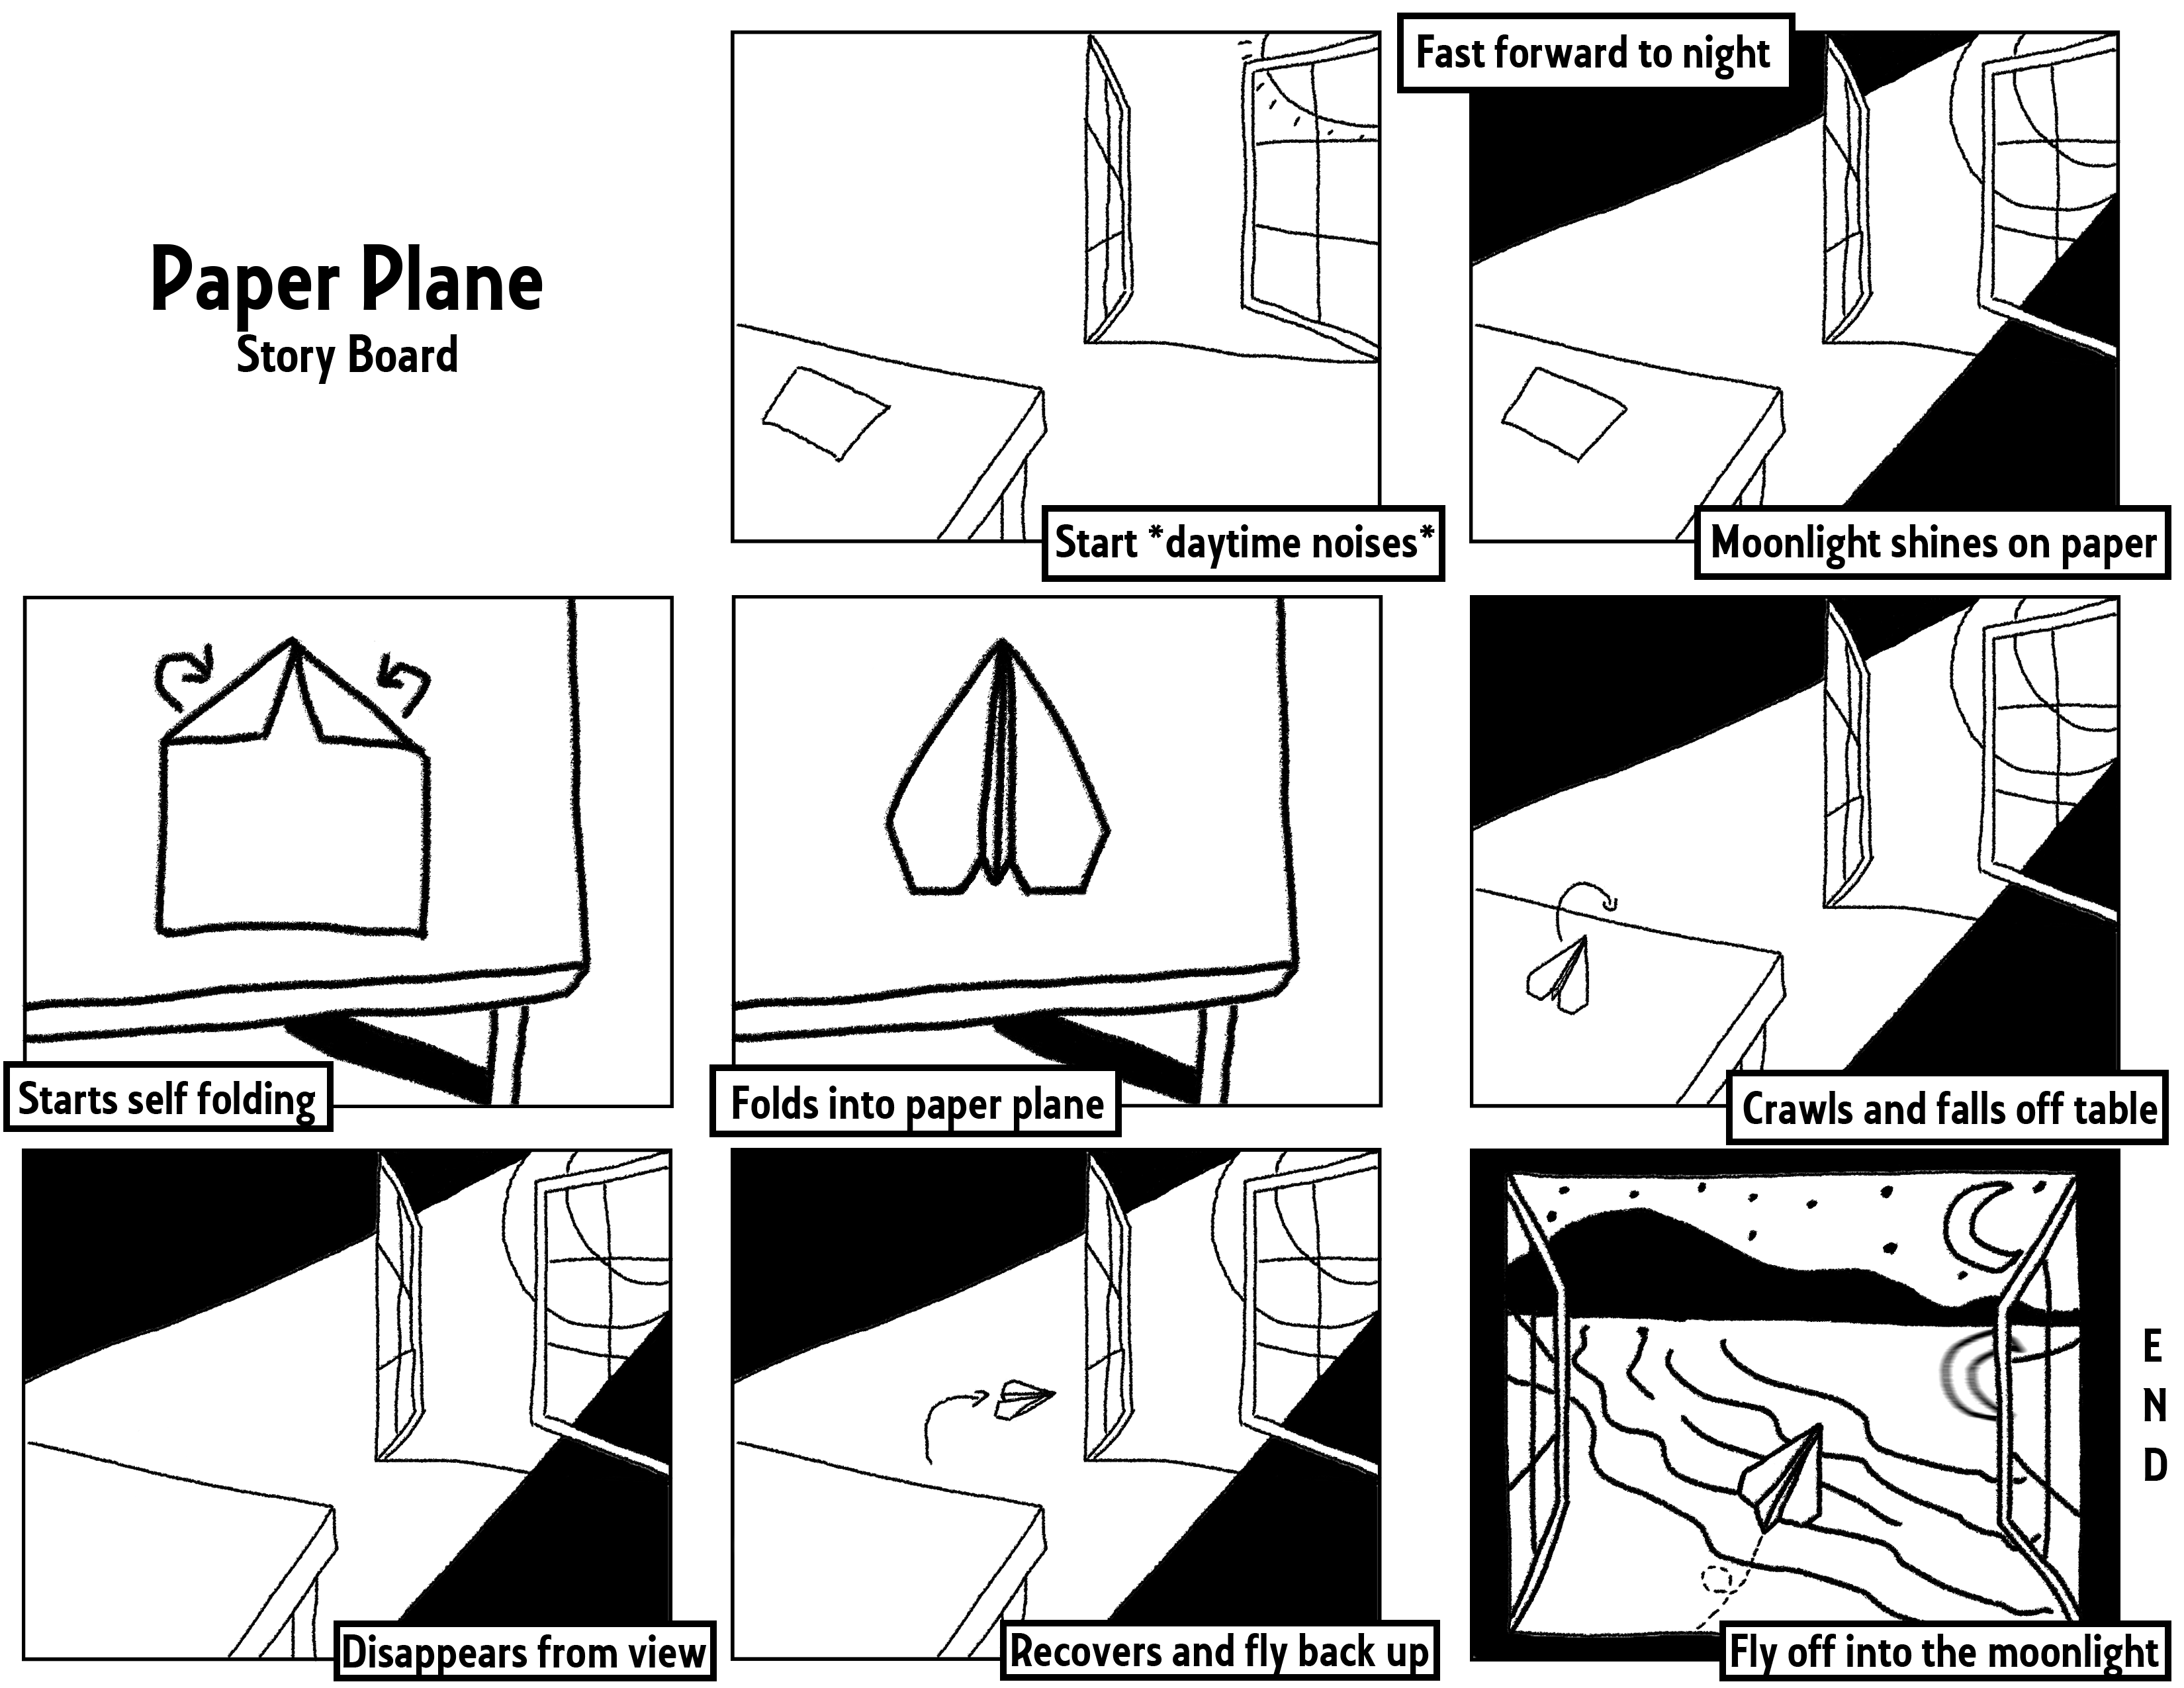 Paper Plane
Story Board
Start *daytime noises*
Fast forward to night
Moonlight shines on paper
Starts self folding
Folds into paper plane
Crawls and falls off table
Disappears from view
Recovers and fly back up
Fly off into the moonlight
E
N
D